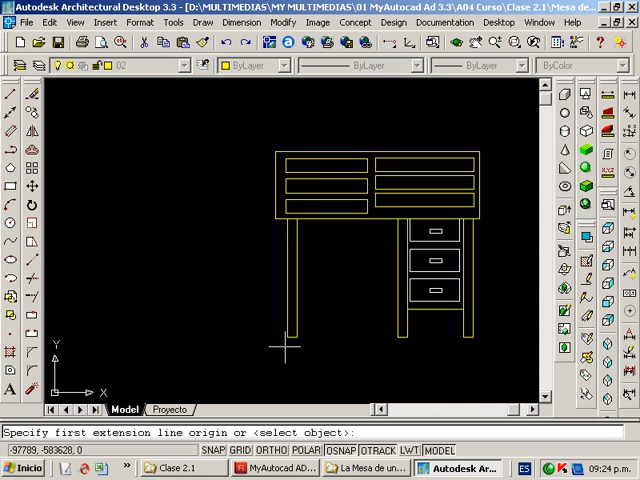 Autodesk Architectural Desktop 3.3 - [D:\MULTIMEDIAS\MY MULTIMEDIAS\01 MyAutocad Ad 3.3\A04 Curso\Clase 2.1\Mesa de...
File Edit View Insert Format Tools Draw Dimension Modify Image Concept Design Documentation Desktop Window Help
02
ByLayer
ByLayer
ByLayer
ByColor
Y
X
Model
Proyecto
Specify first extension line origin or <select object>:
-97789, -583628, 0
SNAP GRID ORTHO POLAR OSNAP OTRACK LWT MODEL
Inicio
Clase 2.1
MyAutocad AD...
La Mesa de un...
Autodesk Ar...
ES
09:24 p.m.